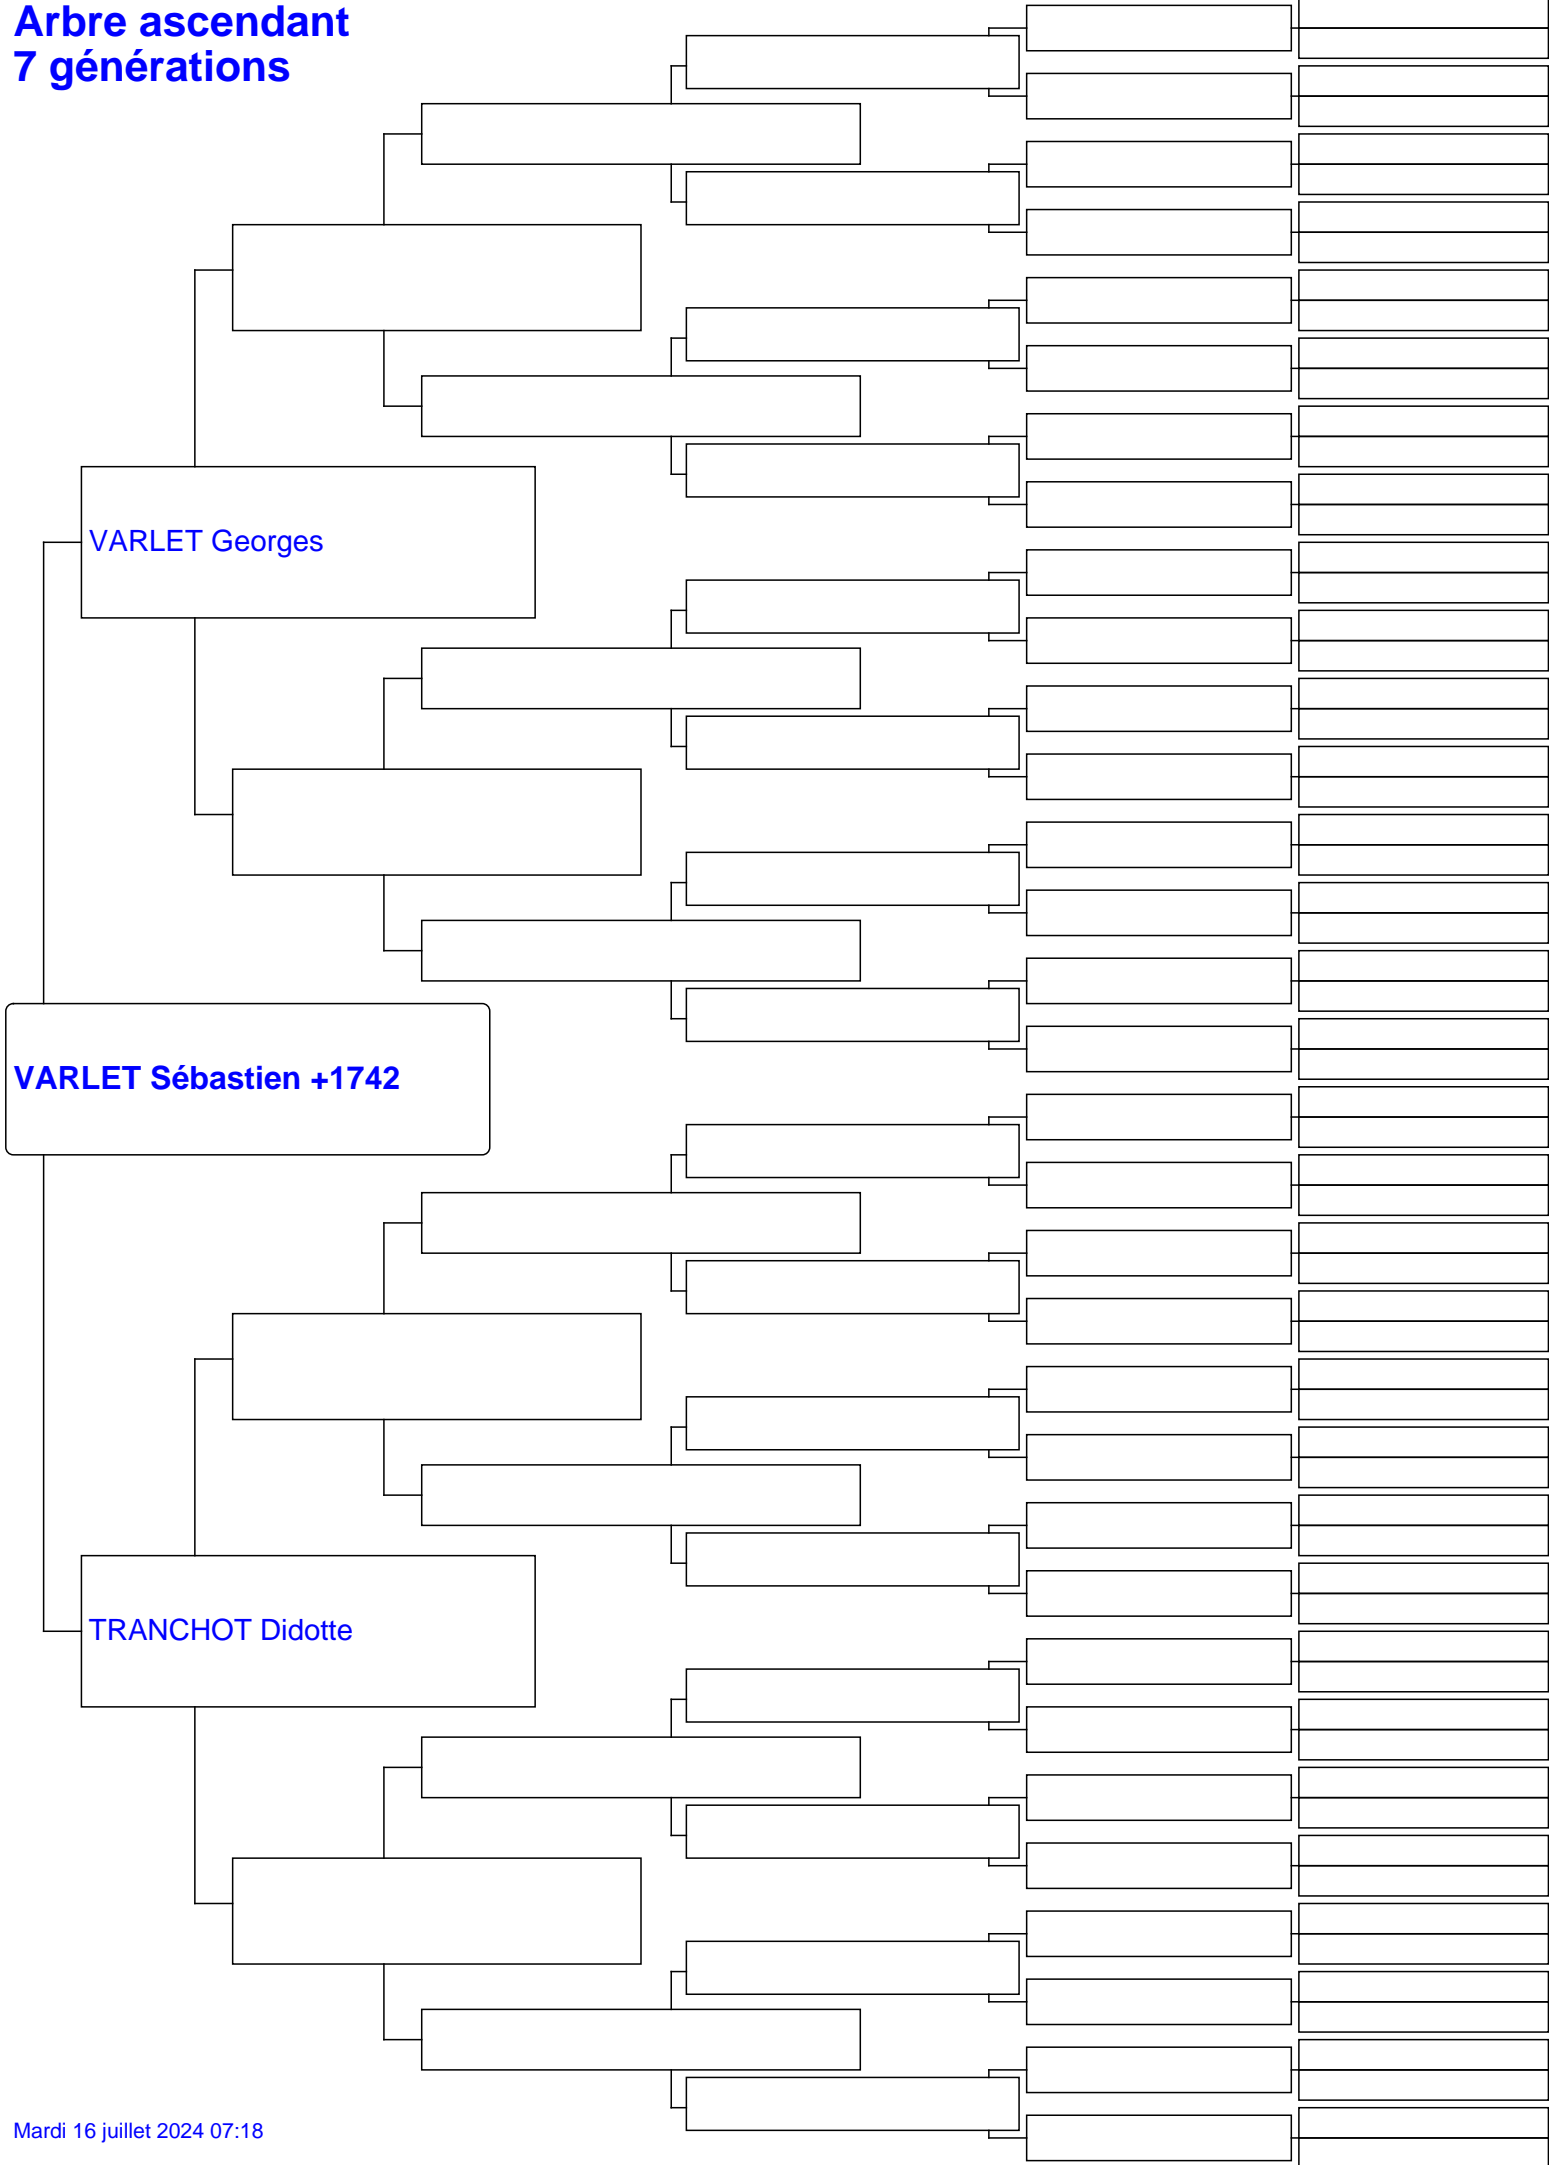 Arbre ascendant
7 générations
VARLET Georges
VARLET Sébastien +1742
TRANCHOT Didotte
Mardi 16 juillet 2024 07:18